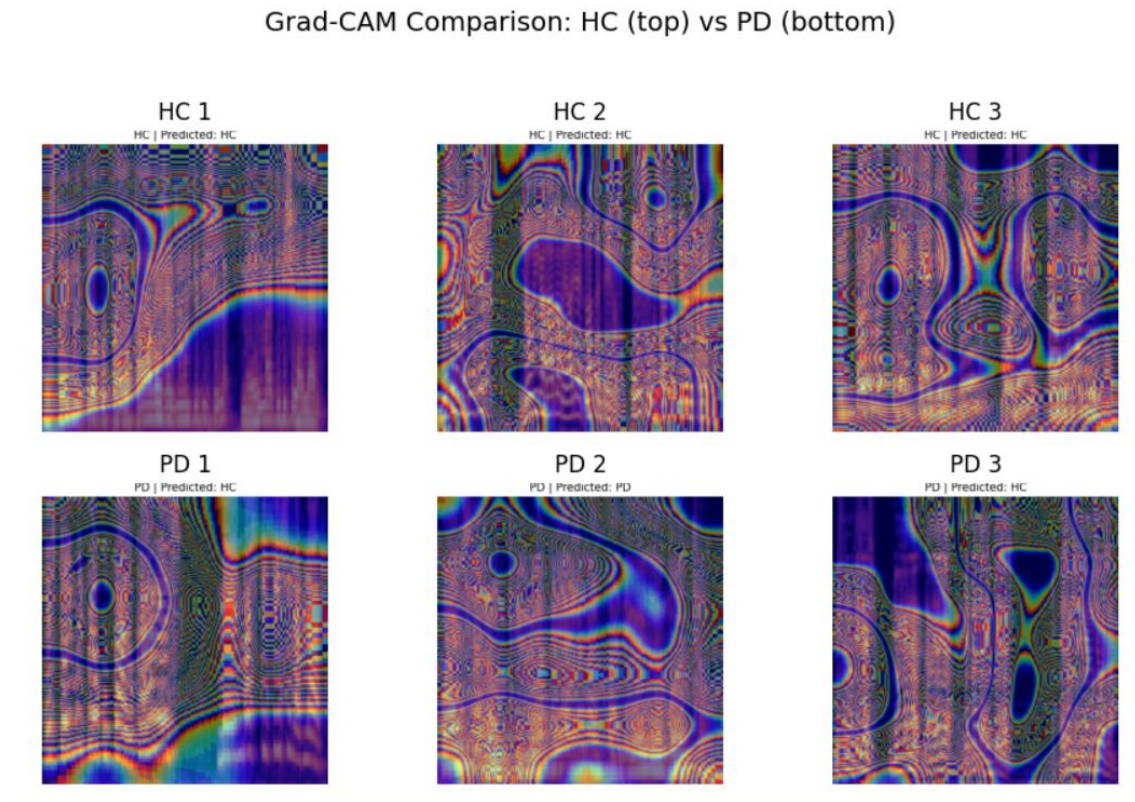 Grad-CAM Comparison: HC (top) vs PD (bottom)
HC 1
HC | Predicted: HC
HC 2
HC | Predicted: HC
HC 3
HC | Predicted: HC
PD 1
PD | Predicted: HC
PD 2
PD | Predicted: PD
PD 3
PD | Predicted: HC